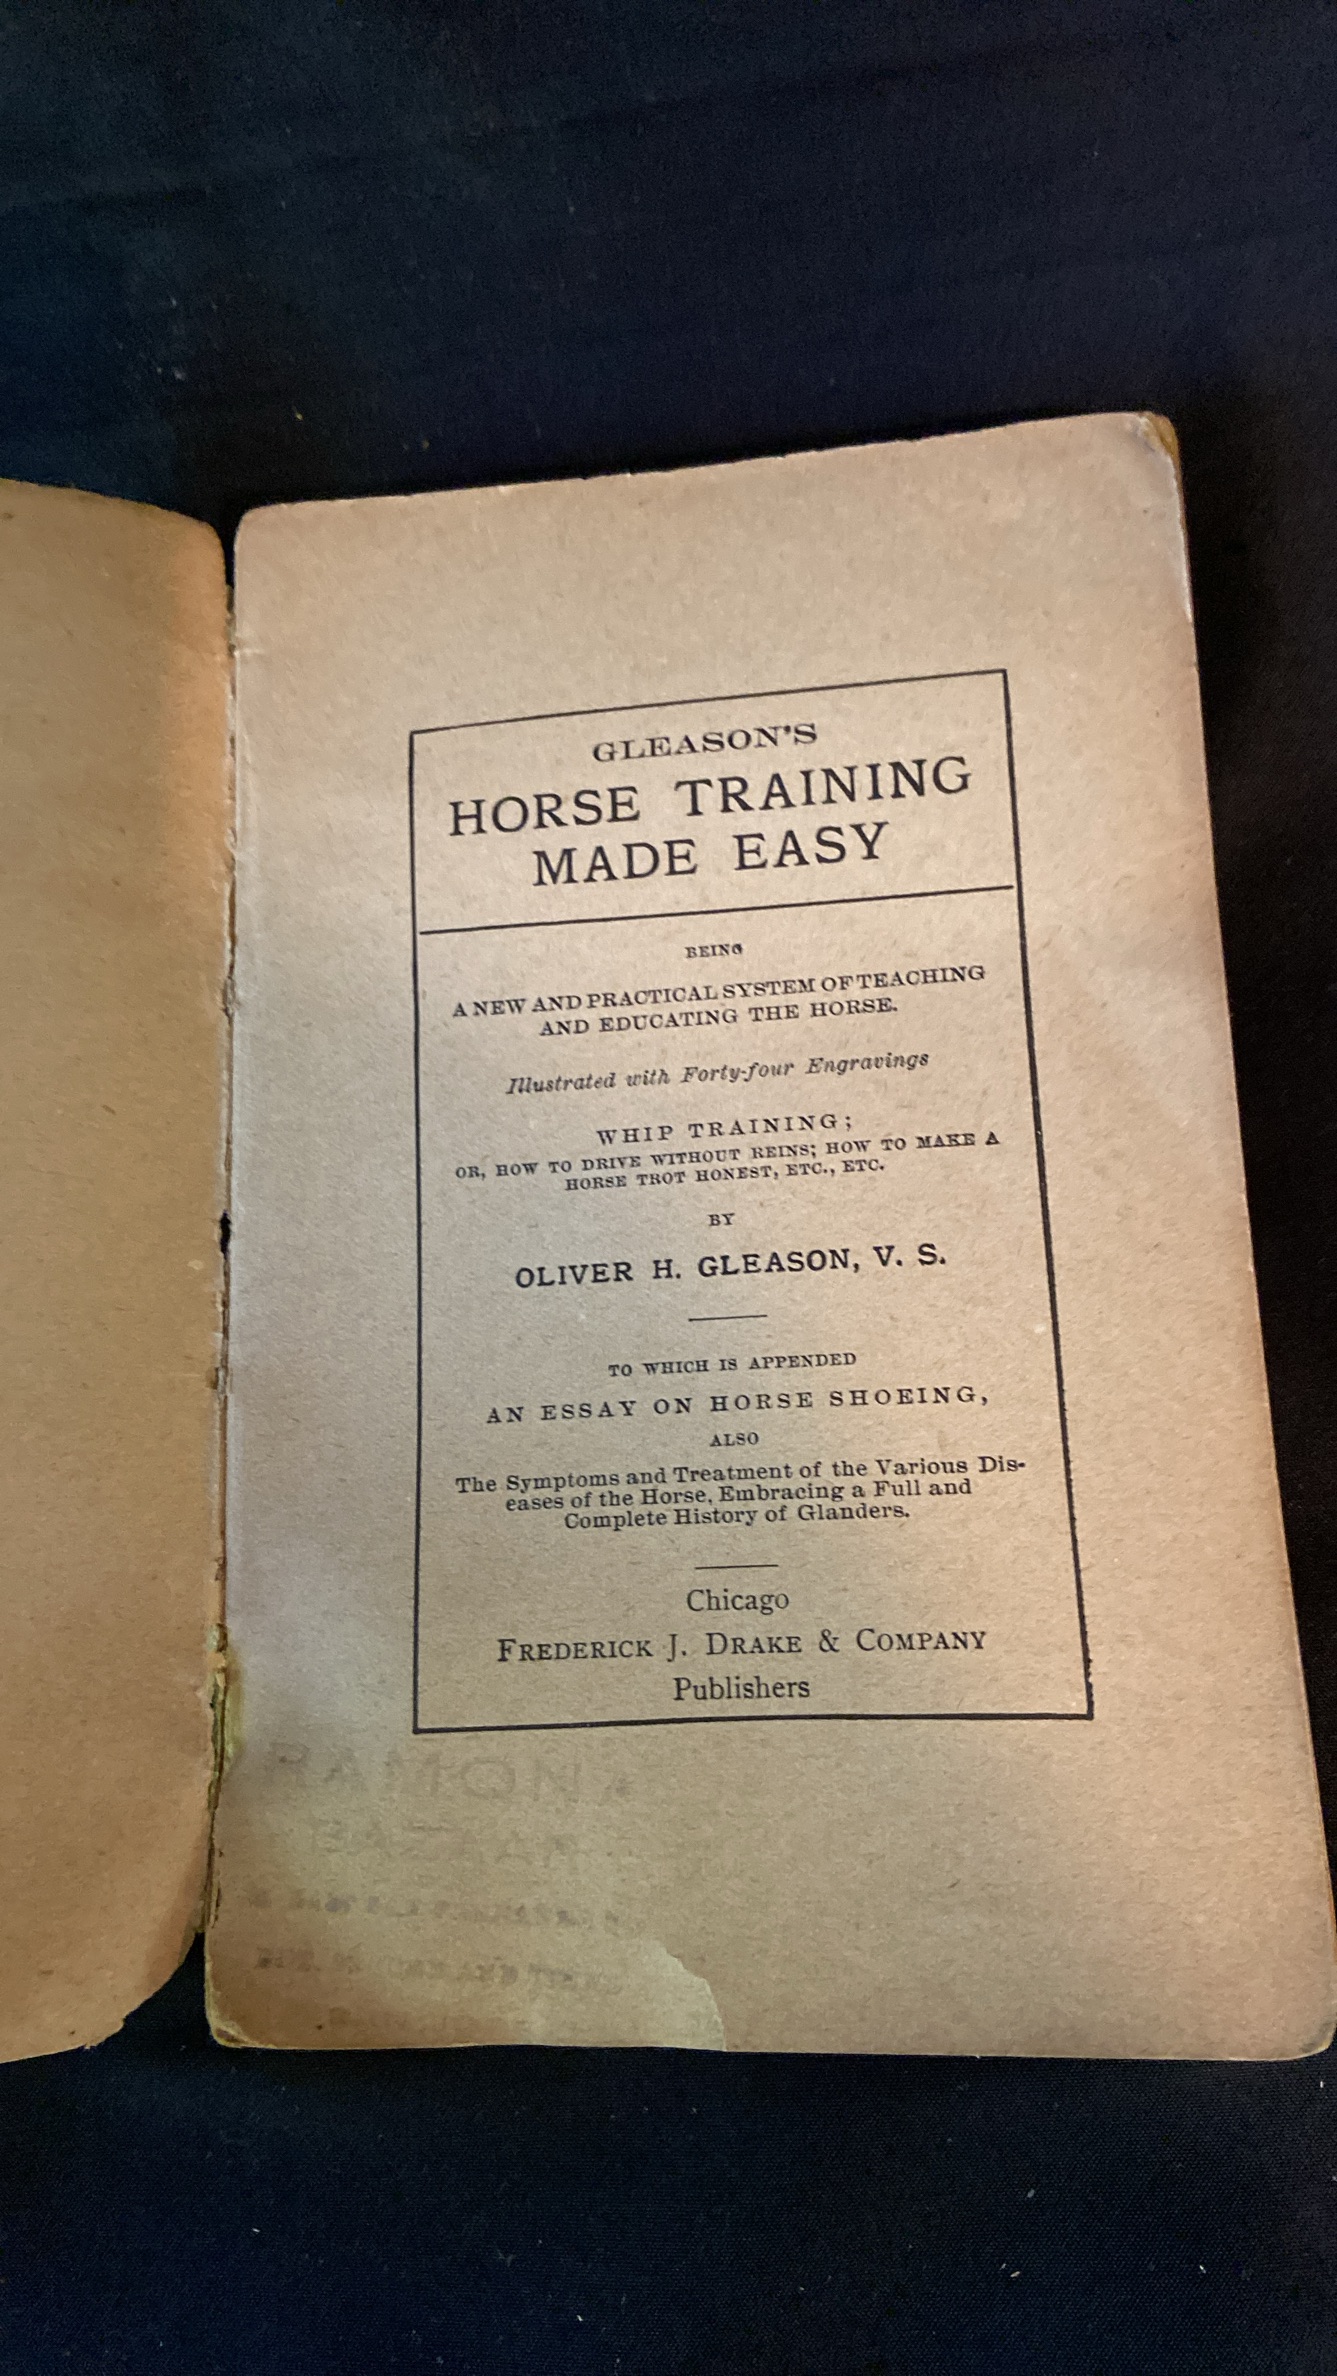 GLEASON'S
HORSE TRAINING
MADE EASY
BEING
A NEW AND PRACTICAL SYSTEM OF TEACHING
AND EDUCATING THE HORSE.
Illustrated with Forty-four Engravings
WHIP TRAINING;
OR, HOW TO DRIVE WITHOUT REINS; HOW TO MAKE A
HORSE TROT HONEST, ETC., ETC.
BY
OLIVER H. GLEASON, V. S.
TO WHICH IS APPENDED
AN ESSAY ON HORSE SHOEING,
ALSO
The Symptoms and Treatment of the Various Dis-
eases of the Horse, Embracing a Full and
Complete History of Glanders.
Chicago
FREDERICK J. DRAKE & COMPANY
Publishers